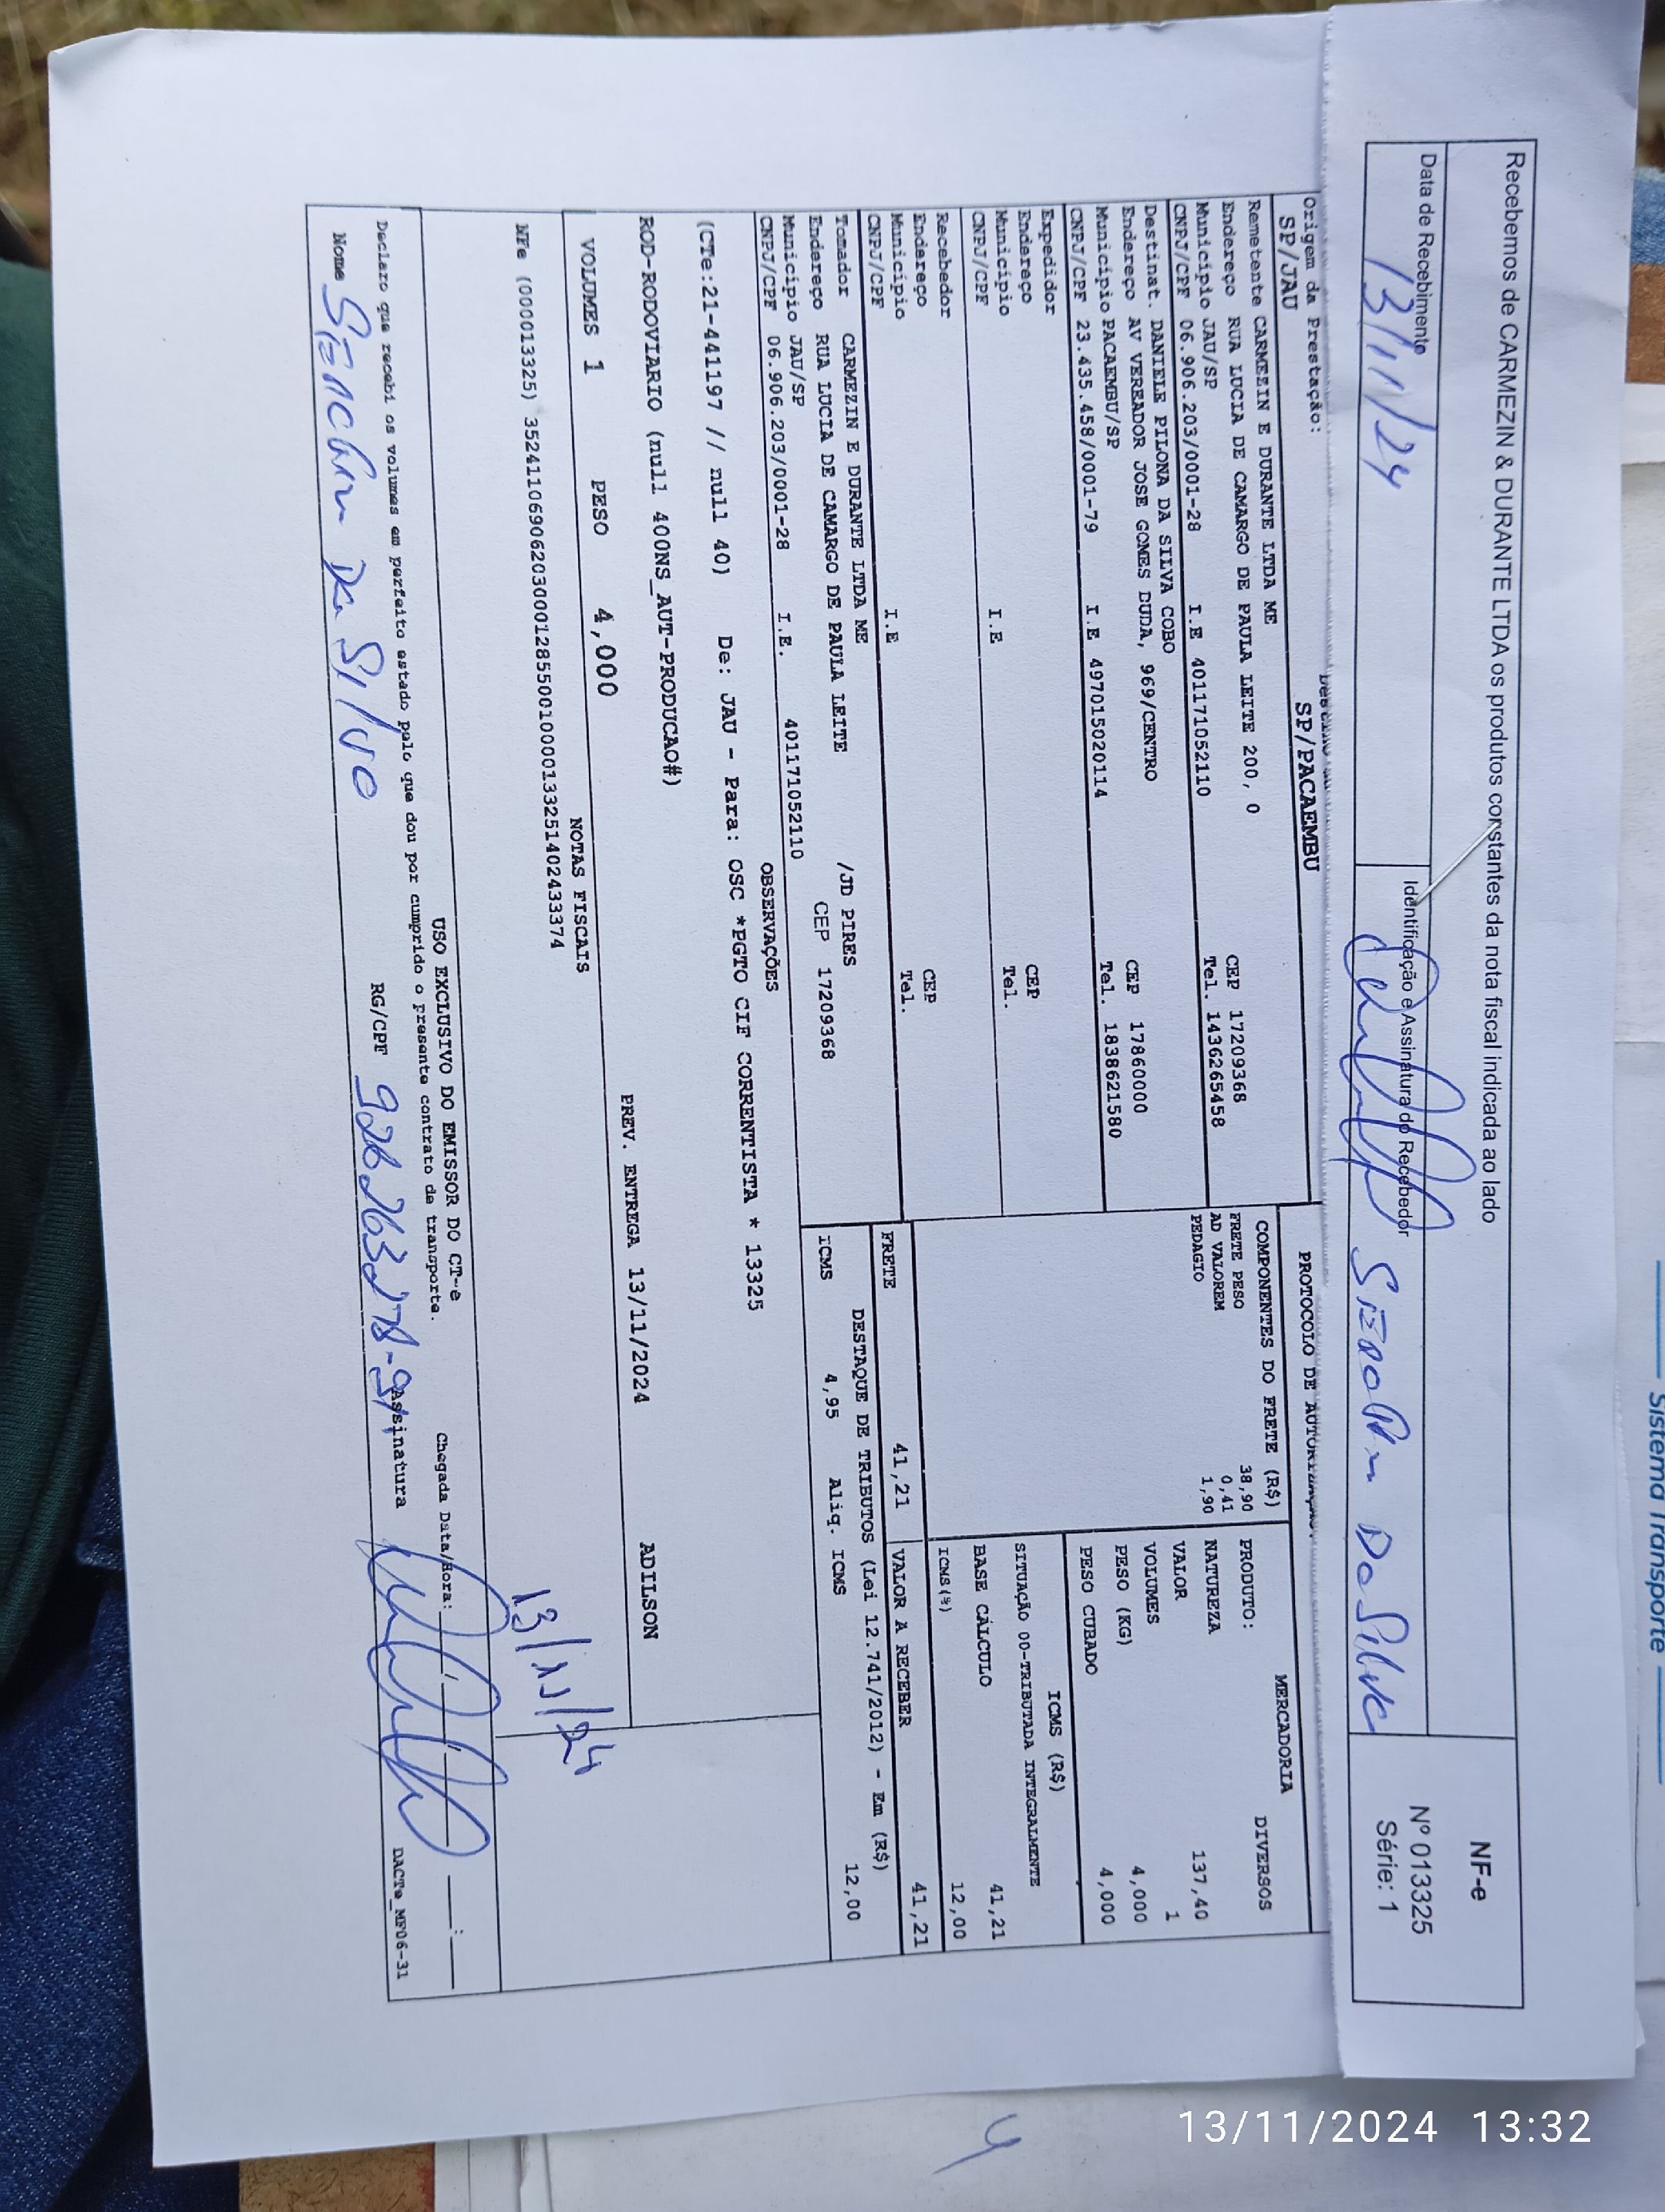 Recebemos de CARMEZIN & DURANTE LTDA os produtos constantes da nota fiscal indicada ao lado
NF-e
Nº 013325
Série: 1
Data de Recebimento
13/11/24
Identificação e Assinatura do Recebedor
Da Silva
Origem da Prestação:
SP/JAU
SP/PACAEMBU
PROTOCOLO DE
Remetente CARMEZIN E DURANTE LTDA ME
Endereço RUA LUCIA DE CAMARGO DE PAULA LEITE 200, 0
CEP 17209368
Município JAU/SP
Tel. 1436265458
CNPJ/CPF 06.906.203/0001-28 I.E 401171052110
Destinat. DANIELE PILONA DA SILVA COBO
Endereço AV VEREADOR JOSE GOMES DUDA, 969/CENTRO
CEP 17860000
Município PACAEMBU/SP
Tel. 1838621580
CNPJ/CPF 23.435.458/0001-79 I.E 497015020114
Expedidor
Endereço
CEP
Município
Tel.
CNPJ/CPF I.E
Recebedor
Endereço
CEP
Município
Tel.
CNPJ/CPF I.E
Tomador CARMEZIN E DURANTE LTDA ME
Endereço RUA LUCIA DE CAMARGO DE PAULA LEITE /JD PIRES
Município JAU/SP CEP 17209368
CNPJ/CPF 06.906.203/0001-28 I.E. 401171052110
COMPONENTES DO FRETE (R$)
FRETE PESO 38,90
AD VALOREM 0,41
PEDAGIO 1,90
MERCADORIA
PRODUTO: DIVERSOS
NATUREZA
VALOR 137,40
VOLUMES 1
PESO (KG) 4,000
PESO CUBADO 4,000
ICMS (R$)
SITUAÇÃO 00-TRIBUTADA INTEGRALMENTE
BASE CÁLCULO 41,21
ICMS(%) 12,00
FRETE 41,21
VALOR A RECEBER 41,21
DESTAQUE DE TRIBUTOS (Lei 12.741/2012) - Em (R$)
ICMS 4,95 Aliq. ICMS 12,00
OBSERVAÇÕES
(CTe:21-441197 // null 40) De: JAU - Para: OSC *PGTO CIF CORRENTISTA * 13325
ROD-RODOVIARIO (null 400NS_AUT-PRODUCAO#)
VOLUMES 1 PESO 4,000 PREV. ENTREGA 13/11/2024 ADILSON
NOTAS FISCAIS
NFe (000013325) 35241106906203000128550010000133251402433374
13/11/24
USO EXCLUSIVO DO EMISSOR DO CT-e
Declaro que recebi os volumes em perfeito estado pelo que dou por cumprido o presente contrato de transporte.
Chegada Data/Hora:
Nome
Da Silva
RG/CPF
Assinatura
DACTe_MF06-31
Sistema Transporte
13/11/2024 13:32